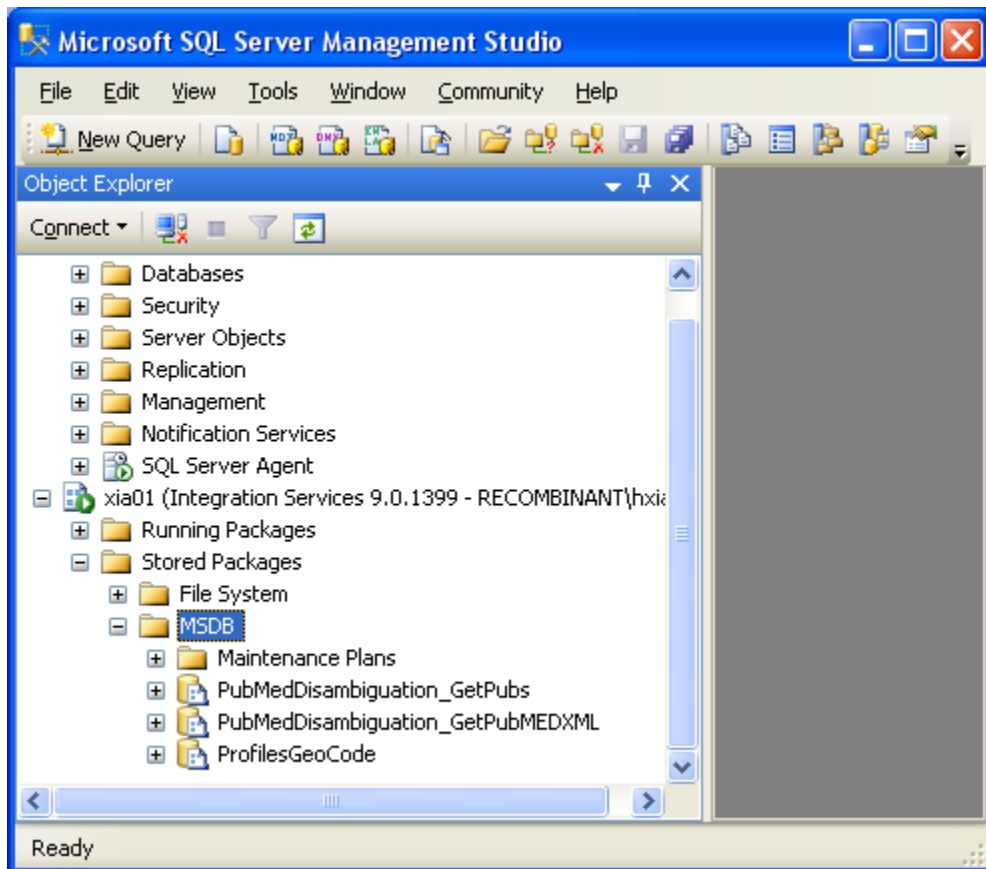 Microsoft SQL Server Management Studio
File Edit View Tools Window Community Help
New Query
Object Explorer
Connect
Databases
Security
Server Objects
Replication
Management
Notification Services
SQL Server Agent
xia01 (Integration Services 9.0.1399 - RECOMBINANT\hxia
Running Packages
Stored Packages
File System
MSDB
Maintenance Plans
PubMedDisambiguation_GetPubs
PubMedDisambiguation_GetPubMEDXML
ProfilesGeoCode
Ready